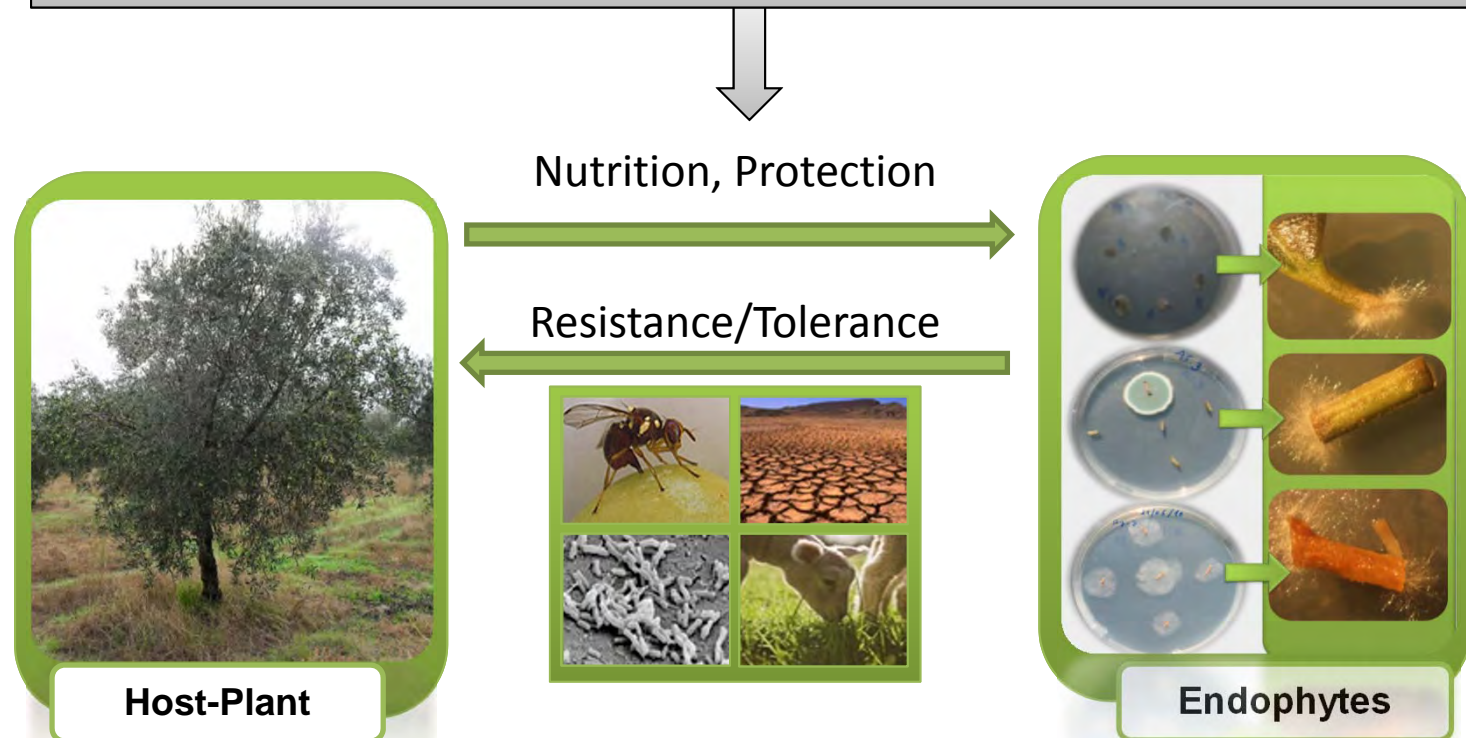 Nutrition, Protection
Resistance/Tolerance
Host-Plant
Endophytes